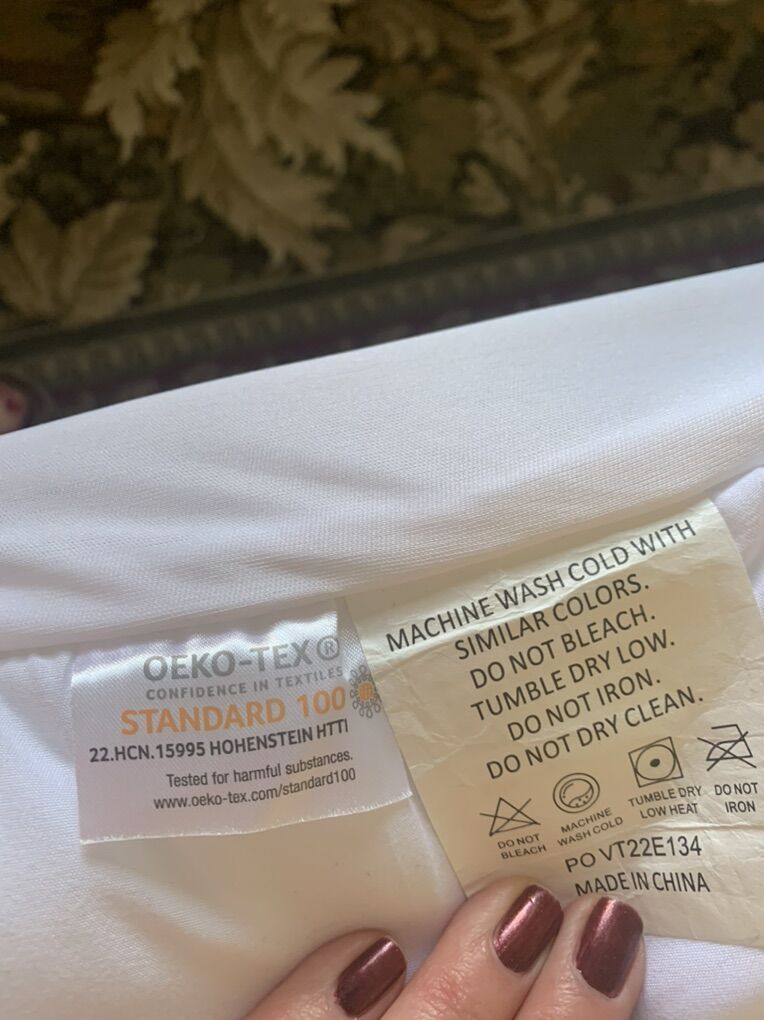 OEKO-TEX®
CONFIDENCE IN TEXTILES
STANDARD 100
22.HCN.15995 HOHENSTEIN HTTI
Tested for harmful substances.
www.oeko-tex.com/standard100
MACHINE WASH COLD WITH
SIMILAR COLORS.
DO NOT BLEACH.
TUMBLE DRY LOW.
DO NOT IRON.
DO NOT DRY CLEAN.
DO NOT
BLEACH
MACHINE
WASH COLD
TUMBLE DRY
LOW HEAT
DO NOT
IRON
PO VT22E134
MADE IN CHINA